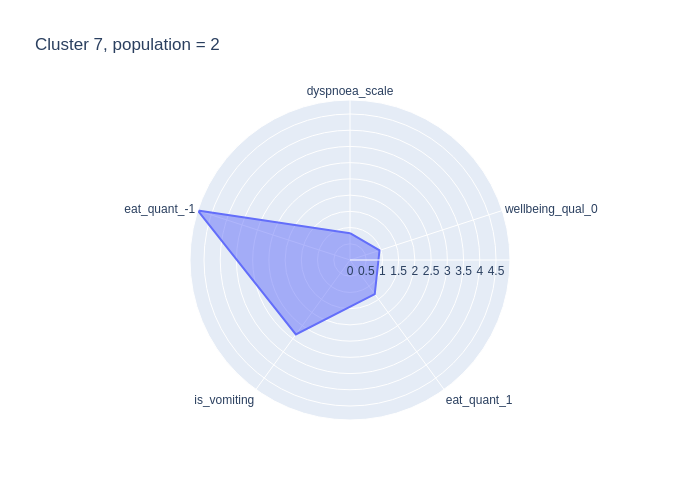 Cluster 7, population = 2
dyspnoea_scale
eat_quant_-1
wellbeing_qual_0
0 0.5 1 1.5 2 2.5 3 3.5 4 4.5
is_vomiting
eat_quant_1